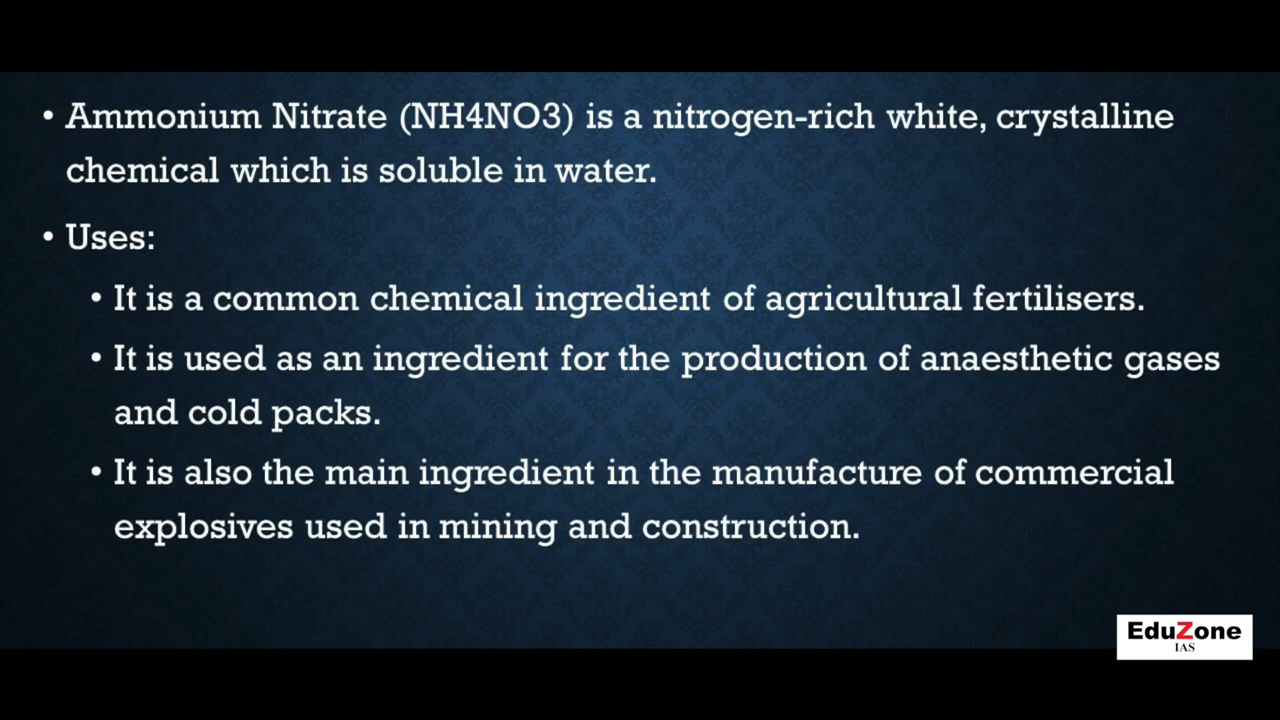 • Ammonium Nitrate (NH4NO3) is a nitrogen-rich white, crystalline
chemical which is soluble in water.
• Uses:
• It is a common chemical ingredient of agricultural fertilisers.
• It is used as an ingredient for the production of anaesthetic gases
and cold packs.
• It is also the main ingredient in the manufacture of commercial
explosives used in mining and construction.
EduZone
IAS